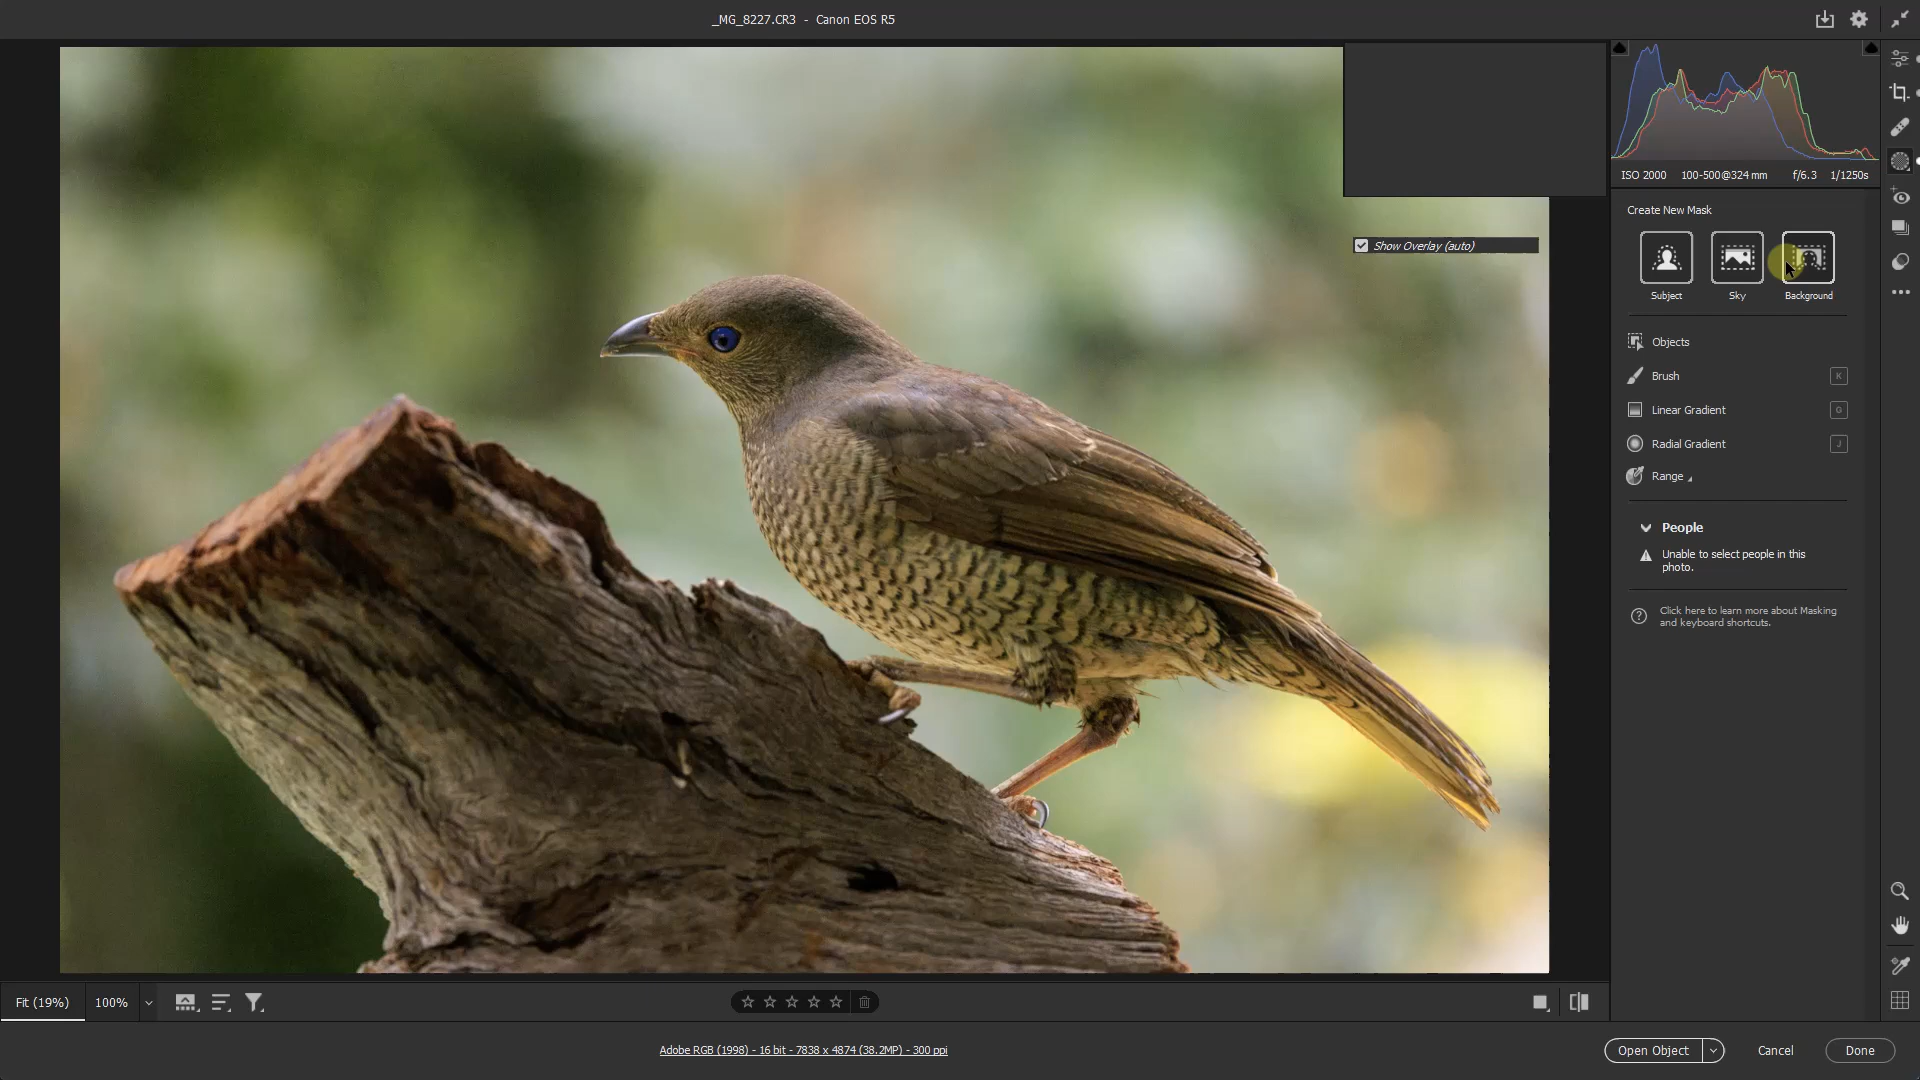 _MG_8227.CR3 - Canon EOS R5
ISO 2000 100-500@324 mm f/6.3 1/1250s
Create New Mask
Show Overlay (auto)
Subject Sky Background
Objects
Brush K
Linear Gradient G
Radial Gradient J
Range
People
Unable to select people in this
photo.
Click here to learn more about Masking
and keyboard shortcuts.
Fit (19%) 100%
Adobe RGB (1998) - 16 bit - 7838 x 4874 (38.2MP) - 300 ppi
Open Object Cancel Done